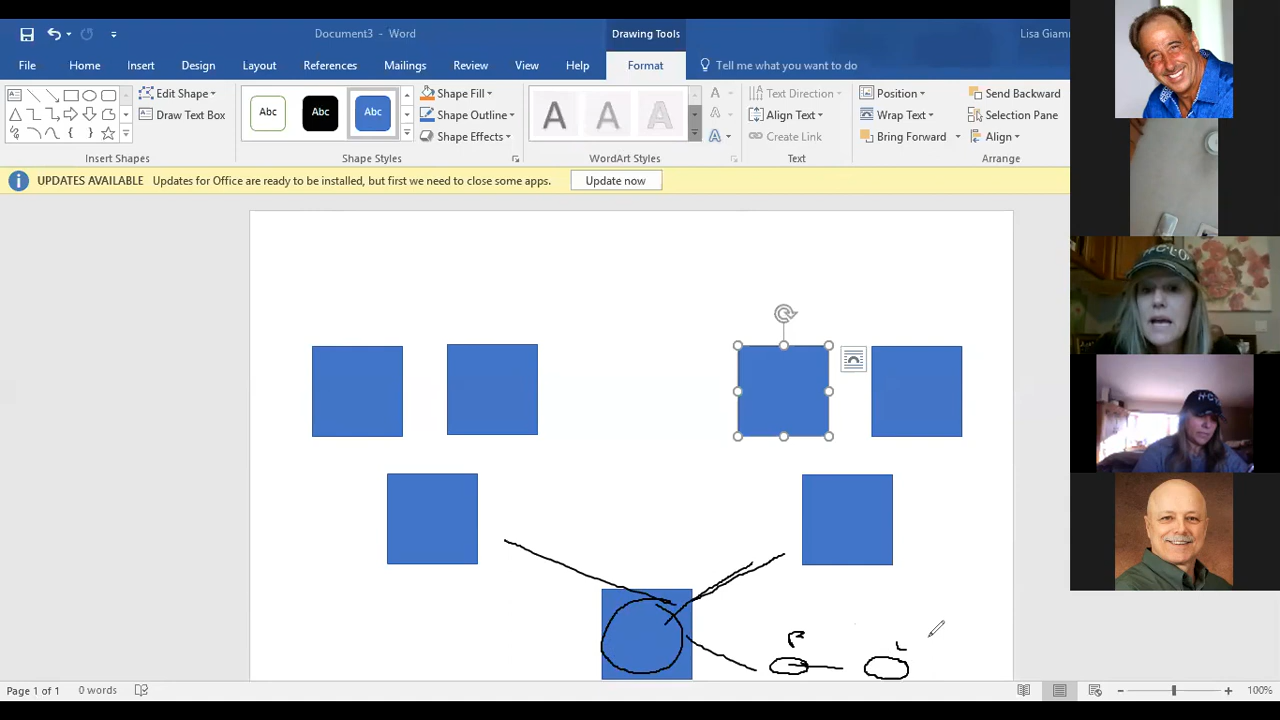 Document3 - Word
Drawing Tools
Lisa Giam
File Home Insert Design Layout References Mailings Review View Help Format Tell me what you want to do
Edit Shape
Draw Text Box
Insert Shapes
Abc Abc Abc
Shape Fill
Shape Outline
Shape Effects
Shape Styles
A A A
WordArt Styles
A
A
A
Text Direction
Align Text
Create Link
Text
Position
Wrap Text
Bring Forward
Send Backward
Selection Pane
Align
Arrange
UPDATES AVAILABLE Updates for Office are ready to be installed, but first we need to close some apps. Update now
L
Page 1 of 1 0 words 100%